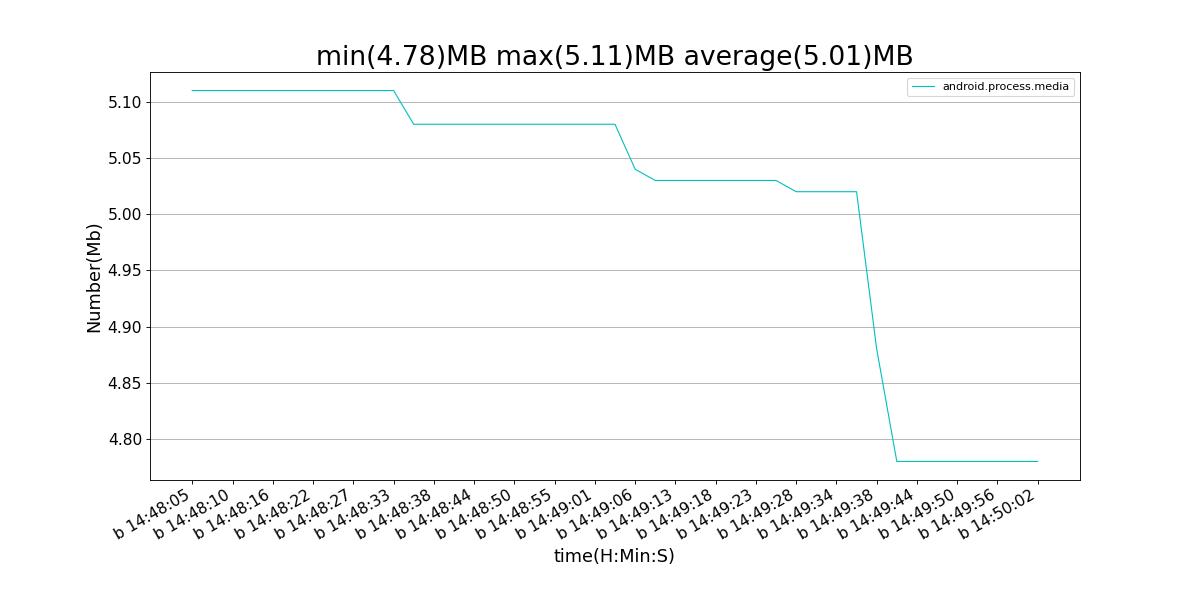 min(4.78)MB max(5.11)MB average(5.01)MB
android.process.media
5.10
5.05
5.00
4.95
4.90
4.85
4.80
Number(Mb)
b 14:48:05
b 14:48:10
b 14:48:16
b 14:48:22
b 14:48:27
b 14:48:33
b 14:48:38
b 14:48:44
b 14:48:50
b 14:48:55
b 14:49:01
b 14:49:06
b 14:49:13
b 14:49:18
b 14:49:23
b 14:49:28
b 14:49:34
b 14:49:38
b 14:49:44
b 14:49:50
b 14:49:56
b 14:50:02
time(H:Min:S)